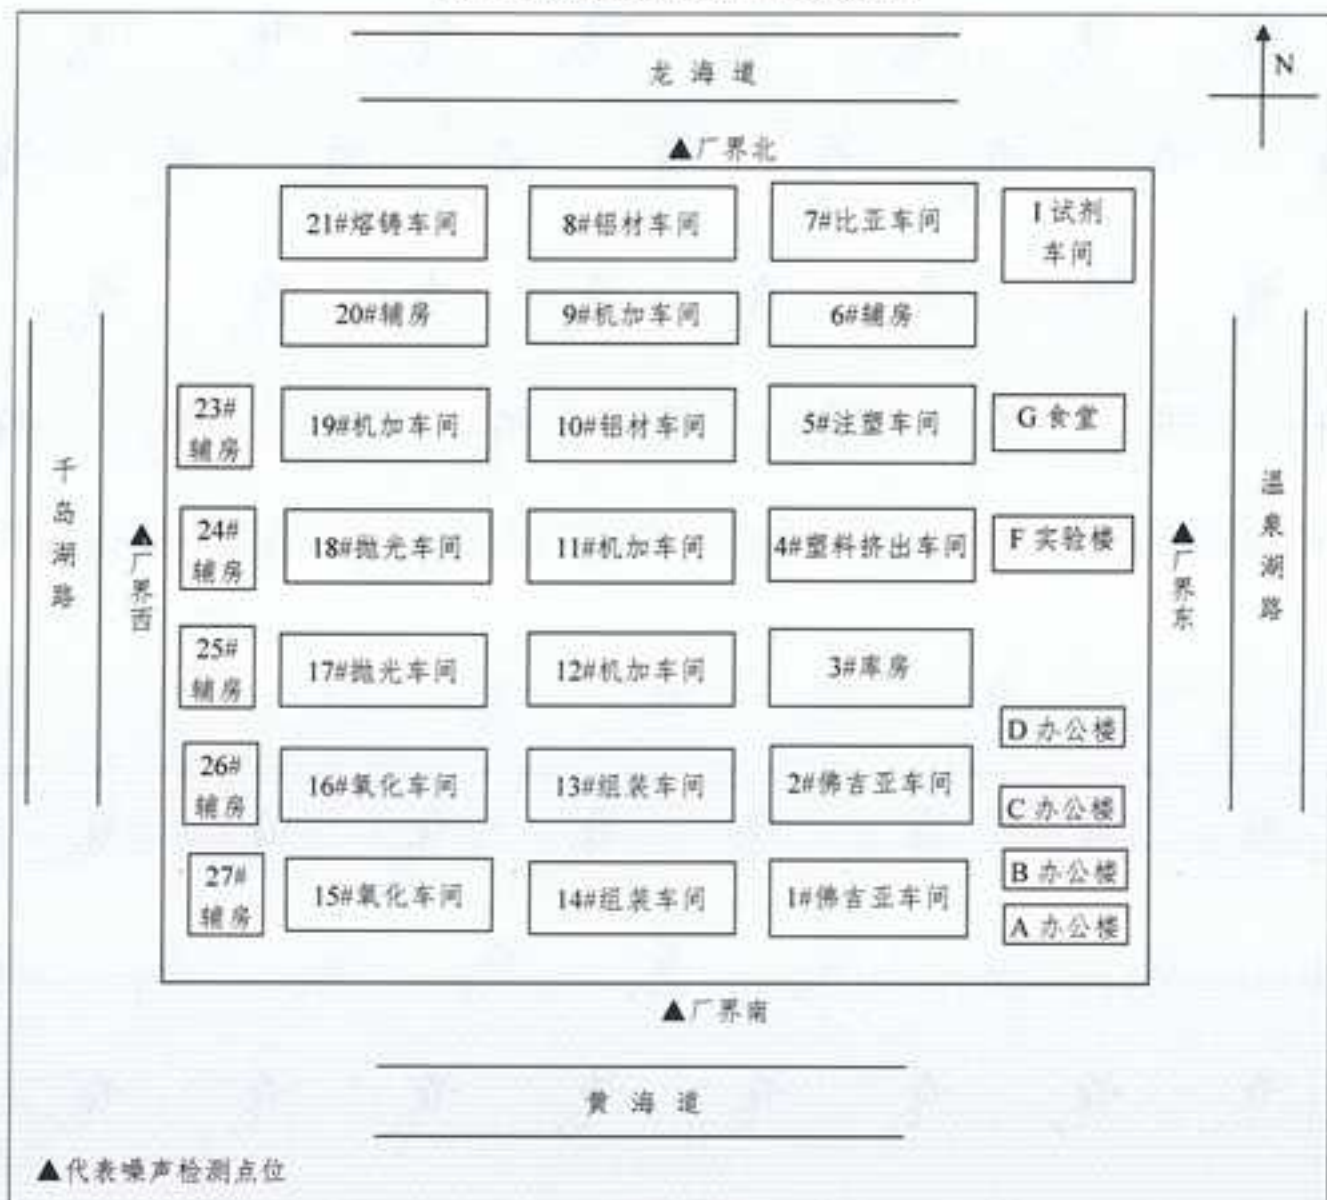 龙海道
N
▲厂界北
21#熔铸车间
8#铝材车间
7#比亚车间
I 试剂
车间
20#辅房
9#机加车间
6#辅房
23#
辅房
19#机加车间
10#铝材车间
5#注塑车间
G 食堂
千岛湖路
▲厂界西
24#
辅房
18#抛光车间
11#机加车间
4#塑料挤出车间
F 实验楼
▲厂界东
温泉湖路
25#
辅房
17#抛光车间
12#机加车间
3#库房
D 办公楼
26#
辅房
16#氧化车间
13#组装车间
2#佛吉亚车间
C 办公楼
27#
辅房
15#氧化车间
14#组装车间
1#佛吉亚车间
B 办公楼
A 办公楼
▲厂界南
黄海道
▲代表噪声检测点位